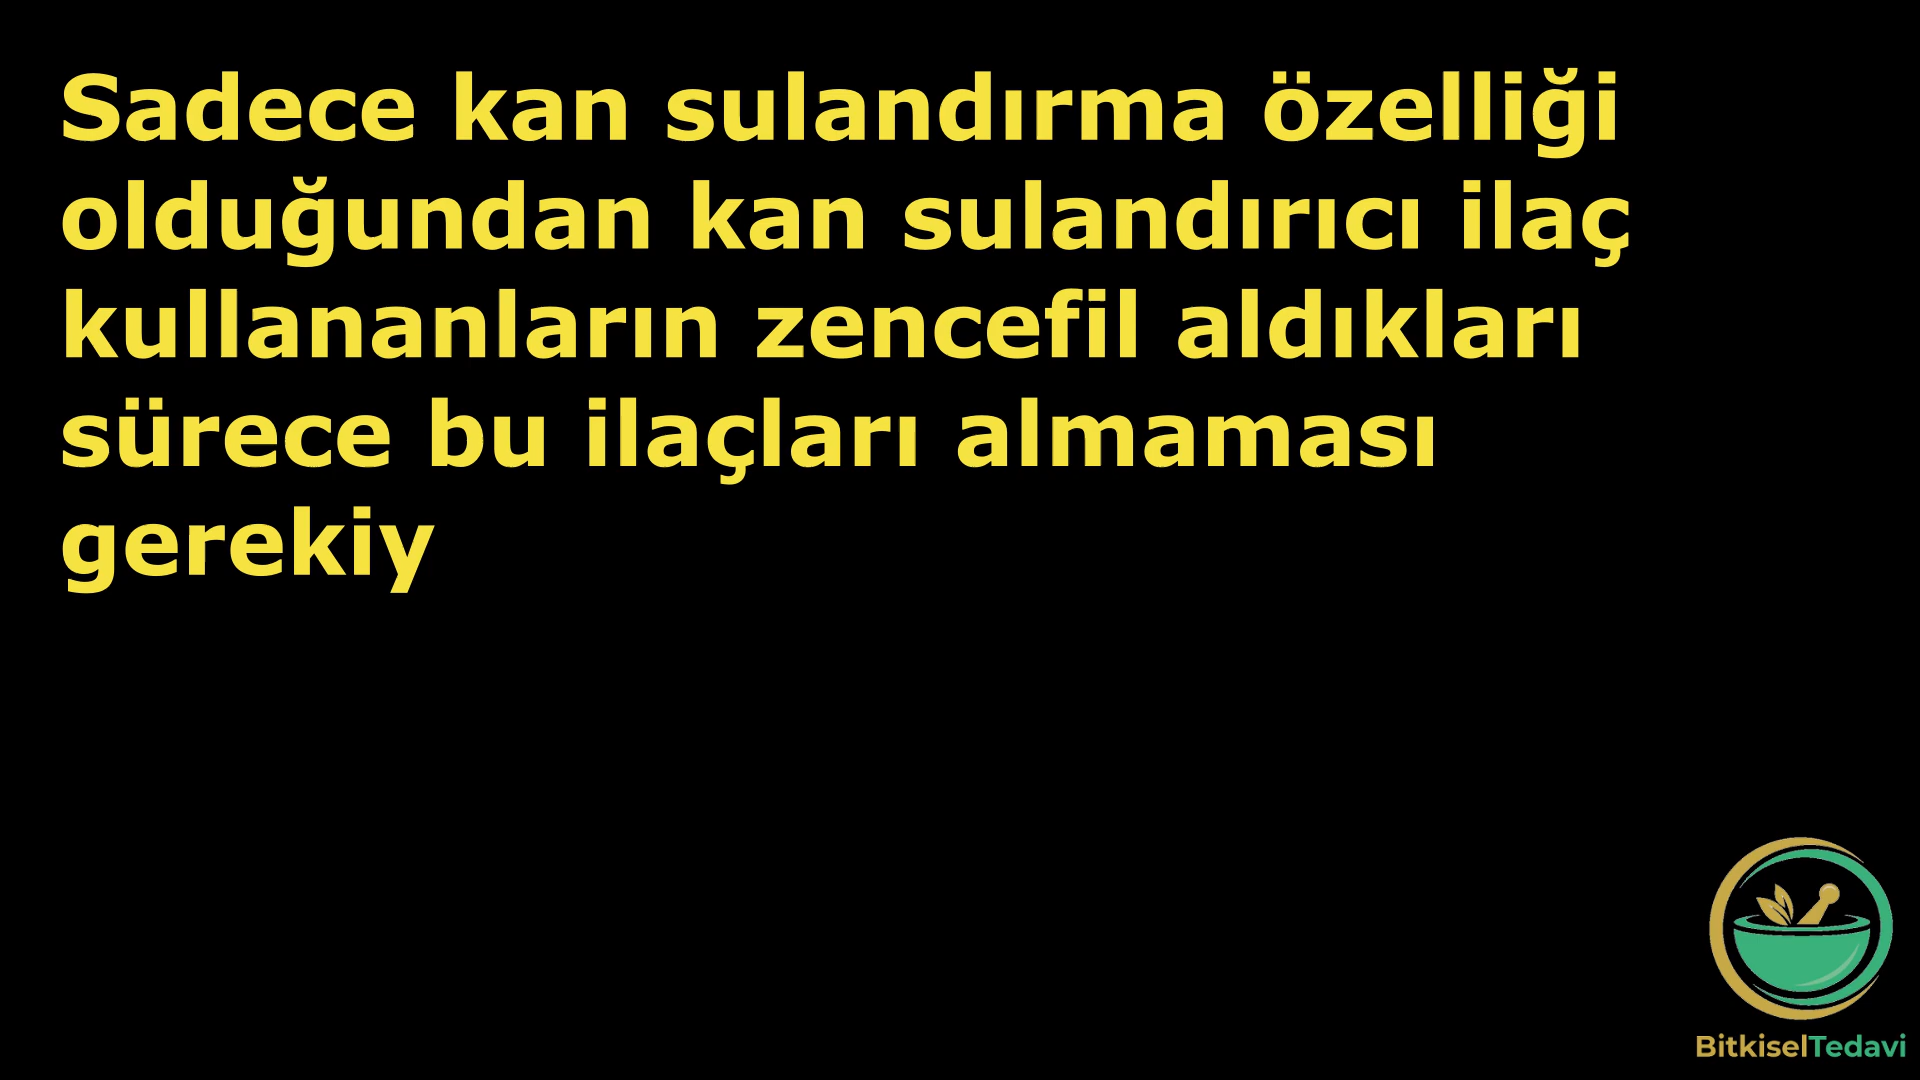 Sadece kan sulandırma özelliği
olduğundan kan sulandırıcı ilaç
kullananların zencefil aldıkları
sürece bu ilaçları almaması
gerekiy
BitkiselTedavi